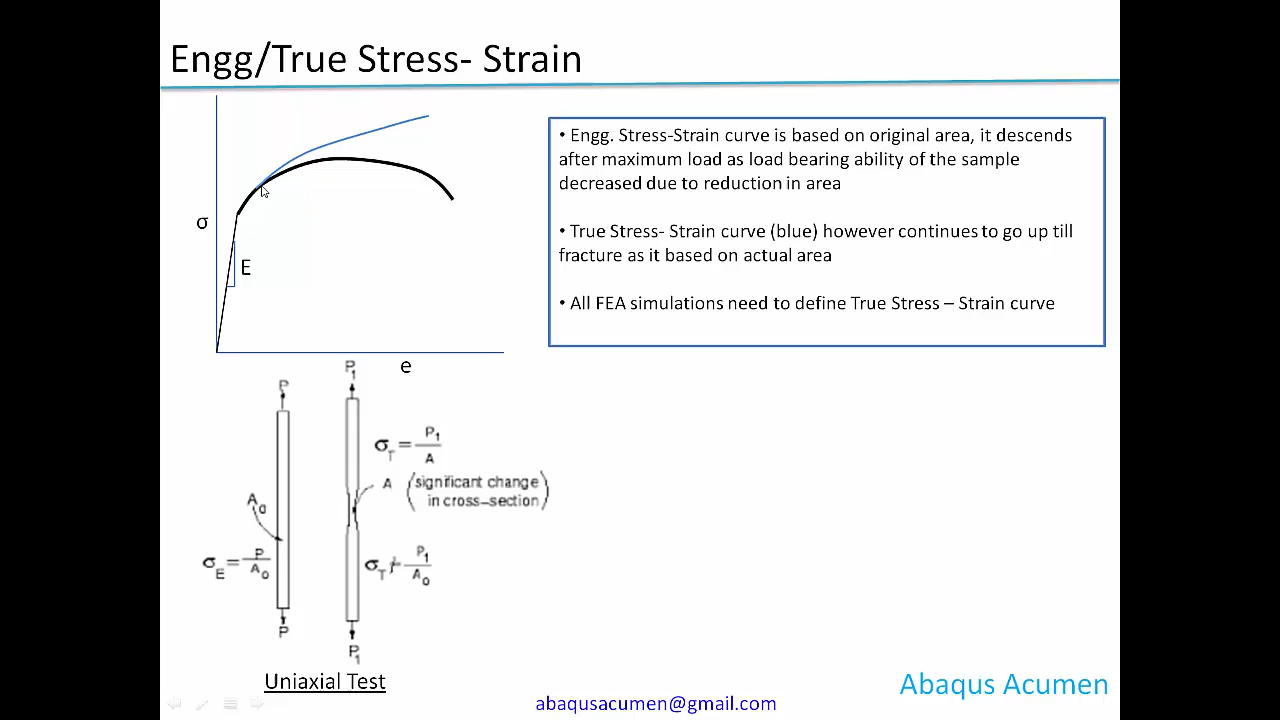 Engg/True Stress- Strain
σ
E
e
• Engg. Stress-Strain curve is based on original area, it descends
after maximum load as load bearing ability of the sample
decreased due to reduction in area
• True Stress- Strain curve (blue) however continues to go up till
fracture as it based on actual area
• All FEA simulations need to define True Stress – Strain curve
P
P₁
σ_T = P₁/A
A (significant change
in cross-section)
A₀
σ_E = P/A₀
σ_T ≠ P₁/A₀
P
P₁
Uniaxial Test
abaqusacumen@gmail.com
Abaqus Acumen